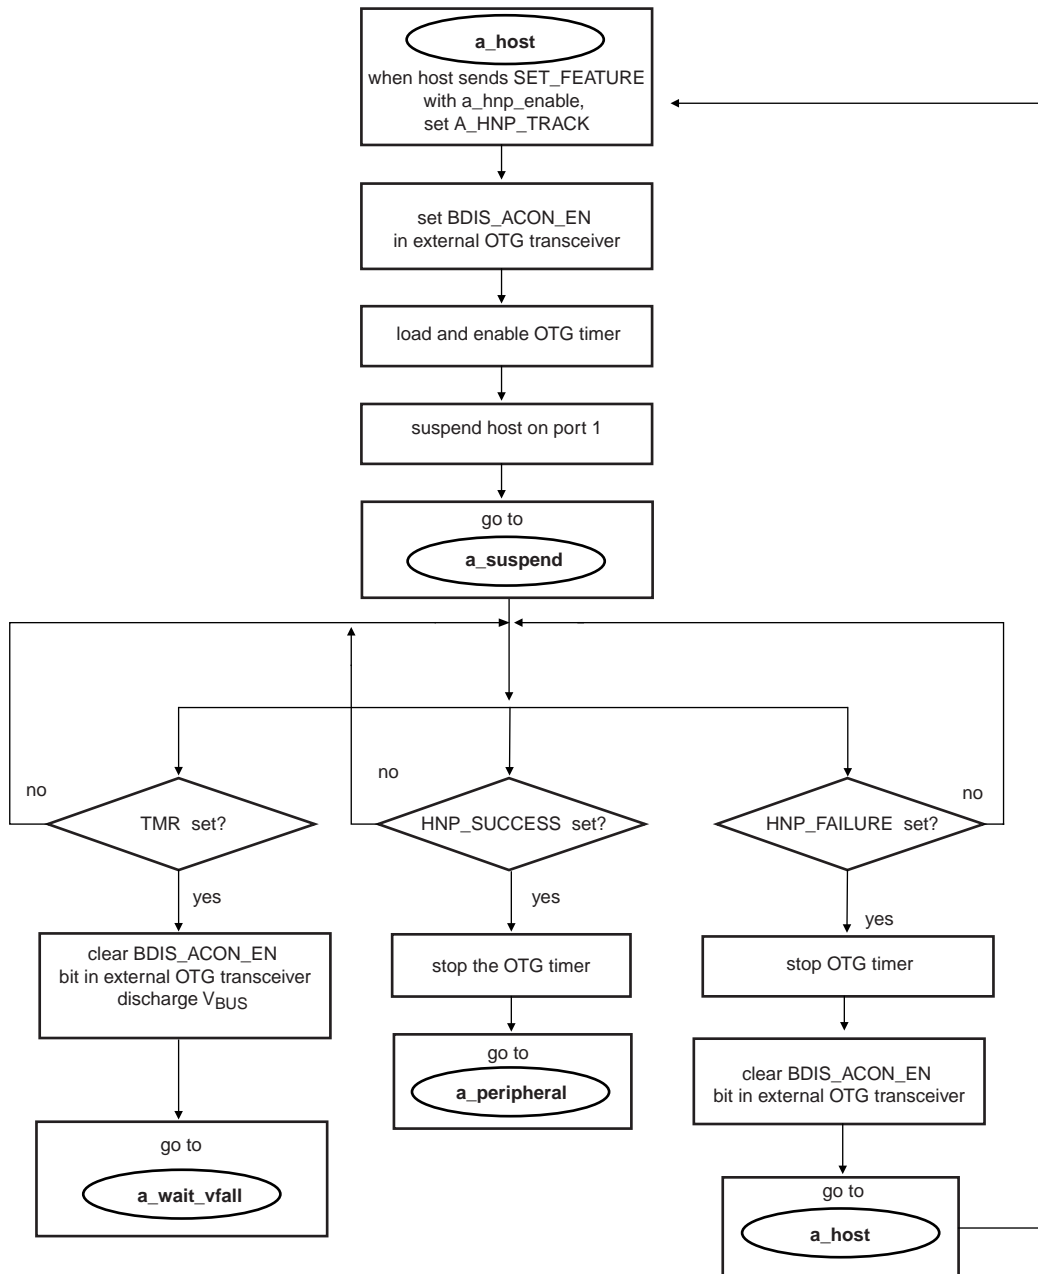 a_host
when host sends SET_FEATURE
with a_hnp_enable,
set A_HNP_TRACK
set BDIS_ACON_EN
in external OTG transceiver
load and enable OTG timer
suspend host on port 1
go to
a_suspend
no
TMR set?
yes
clear BDIS_ACON_EN
bit in external OTG transceiver
discharge VBUS
go to
a_wait_vfall
no
HNP_SUCCESS set?
yes
stop the OTG timer
go to
a_peripheral
no
HNP_FAILURE set?
yes
stop OTG timer
clear BDIS_ACON_EN
bit in external OTG transceiver
go to
a_host